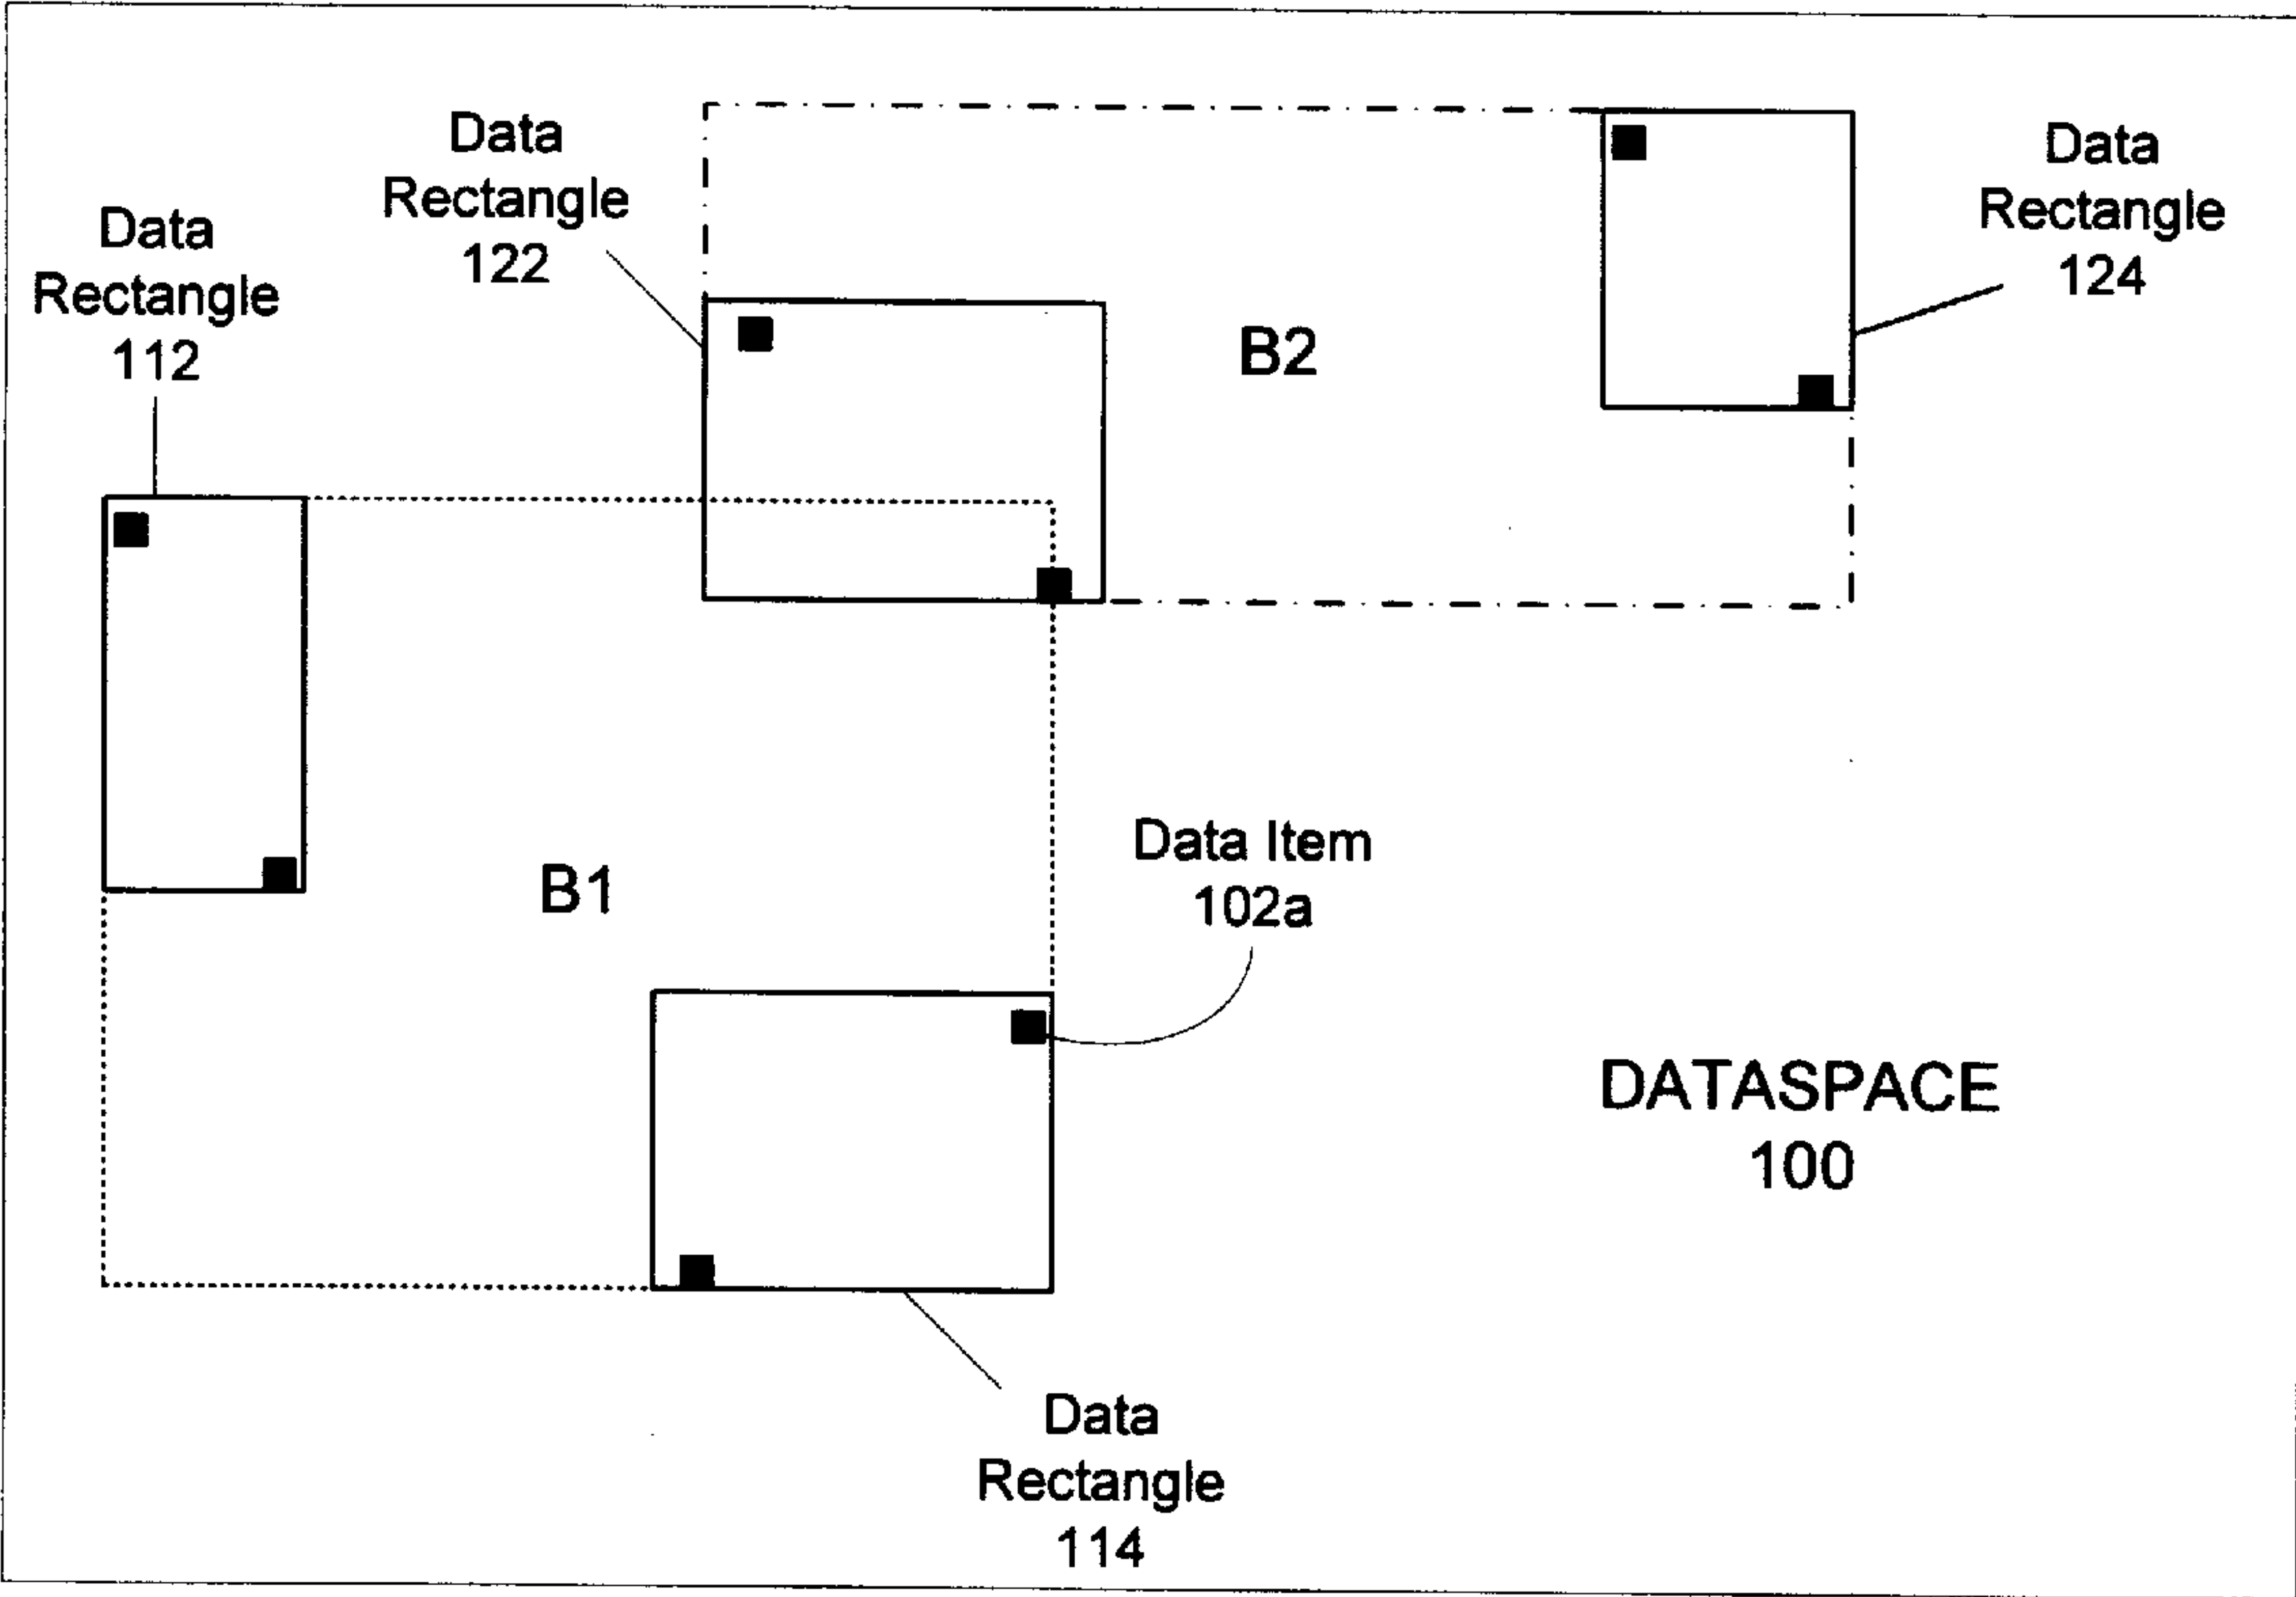 Data
Rectangle
122
Data
Rectangle
124
Data
Rectangle
112
B2
B1
Data Item
102a
DATASPACE
100
Data
Rectangle
114